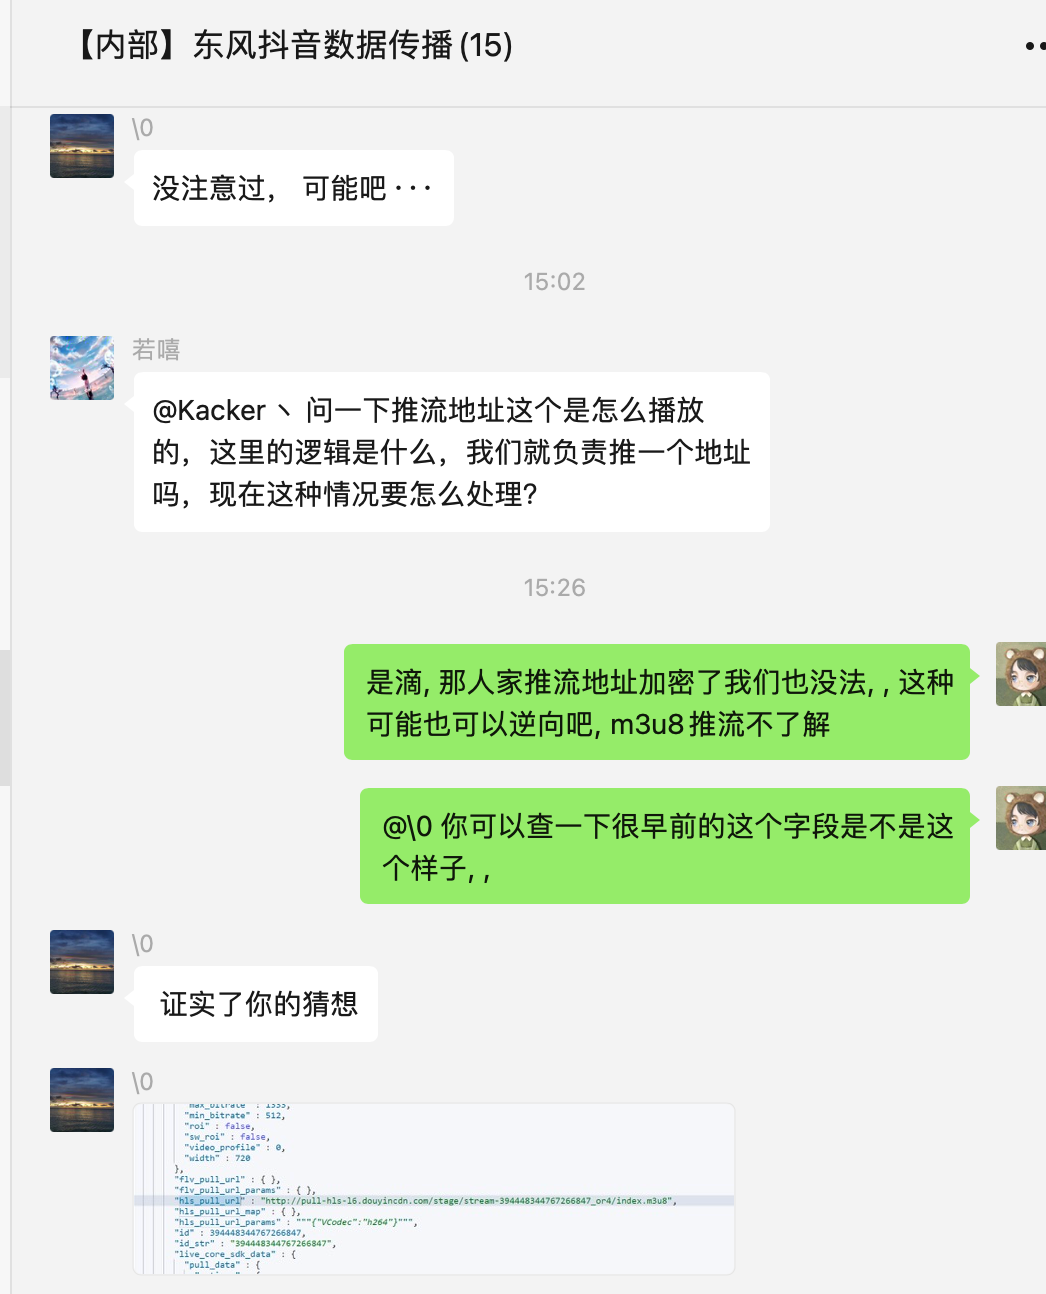 【内部】东风抖音数据传播(15)
\0
没注意过， 可能吧···
15:02
若嘻
@Kacker丶 问一下推流地址这个是怎么播放
的，这里的逻辑是什么，我们就负责推一个地址
吗，现在这种情况要怎么处理?
15:26
是滴, 那人家推流地址加密了我们也没法, , 这种
可能也可以逆向吧, m3u8推流不了解
@\0 你可以查一下很早前的这个字段是不是这
个样子, ,
\0
证实了你的猜想
\0
"max_bitrate" : 1555,
"min_bitrate" : 512,
"roi" : false,
"sw_roi" : false,
"video_profile" : 0,
"width" : 720
},
"flv_pull_url" : { },
"flv_pull_url_params" : { },
"hls_pull_url" : "http://pull-hls-l6.douyincdn.com/stage/stream-394448344767266847_or4/index.m3u8",
"hls_pull_url_map" : { },
"hls_pull_url_params" : """{"VCodec":"h264"}""",
"id" : 394448344767266847,
"id_str" : "394448344767266847",
"live_core_sdk_data" : {
"pull_data" : {